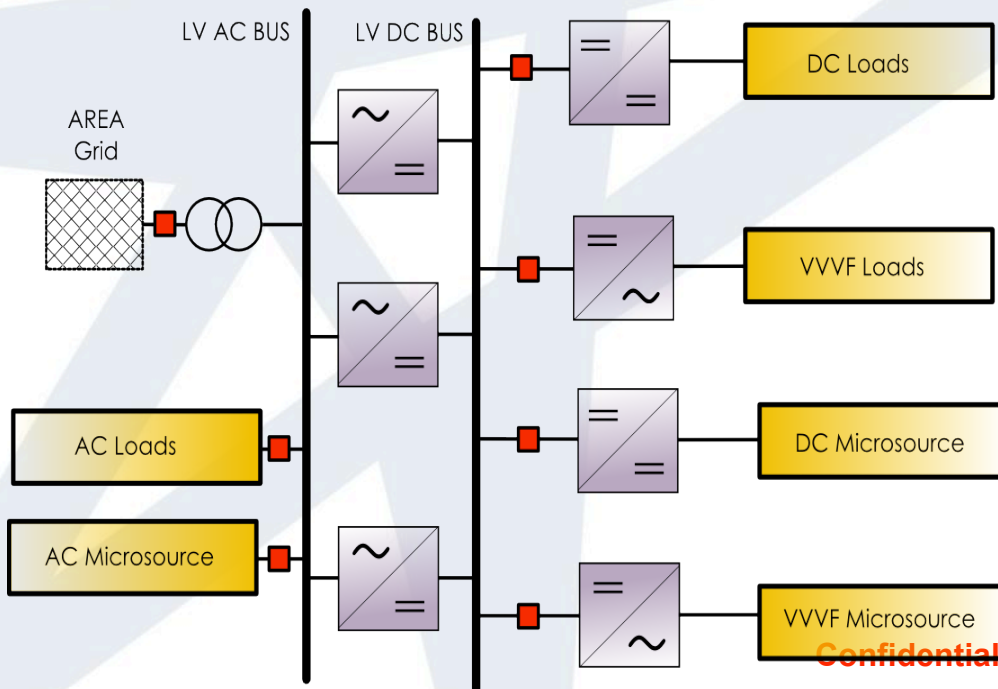 LV AC BUS
LV DC BUS
AREA
Grid
AC Loads
AC Microsource
DC Loads
VVVF Loads
DC Microsource
VVVF Microsource
Confidential